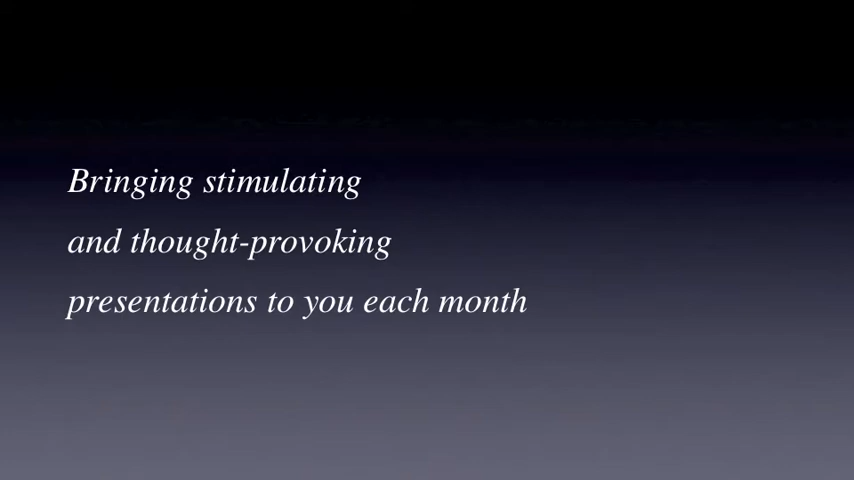 Bringing stimulating
and thought-provoking
presentations to you each month